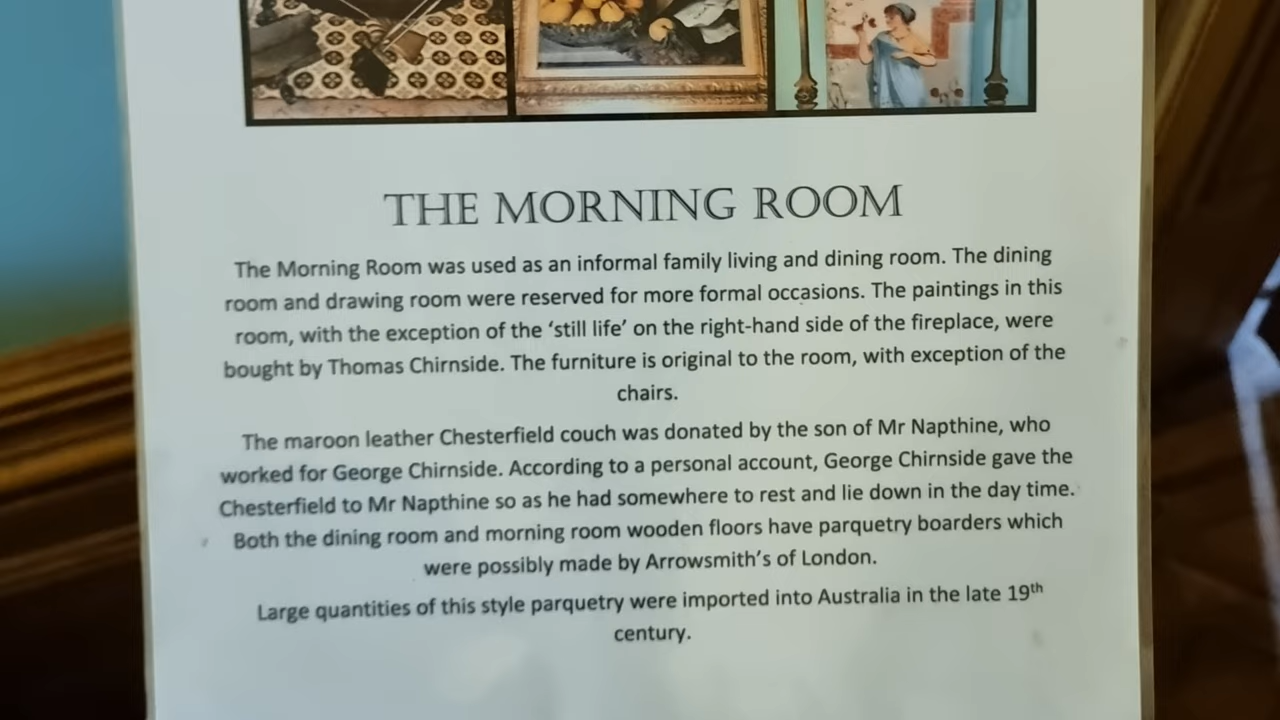 THE MORNING ROOM
The Morning Room was used as an informal family living and dining room. The dining
room and drawing room were reserved for more formal occasions. The paintings in this
room, with the exception of the ‘still life’ on the right-hand side of the fireplace, were
bought by Thomas Chirnside. The furniture is original to the room, with exception of the
chairs.
The maroon leather Chesterfield couch was donated by the son of Mr Napthine, who
worked for George Chirnside. According to a personal account, George Chirnside gave the
Chesterfield to Mr Napthine so as he had somewhere to rest and lie down in the day time.
Both the dining room and morning room wooden floors have parquetry boarders which
were possibly made by Arrowsmith’s of London.
Large quantities of this style parquetry were imported into Australia in the late 19th
century.